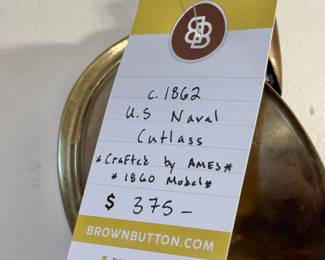 c. 1862
U.S Naval
Cutlass
*Crafted by AMES*
* 1860 Model*
$ 375 –
BROWNBUTTON.COM